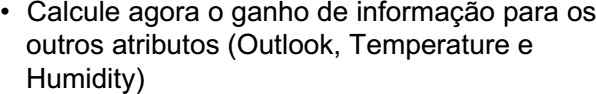 • Calcule agora o ganho de informação para os
outros atributos (Outlook, Temperature e
Humidity)